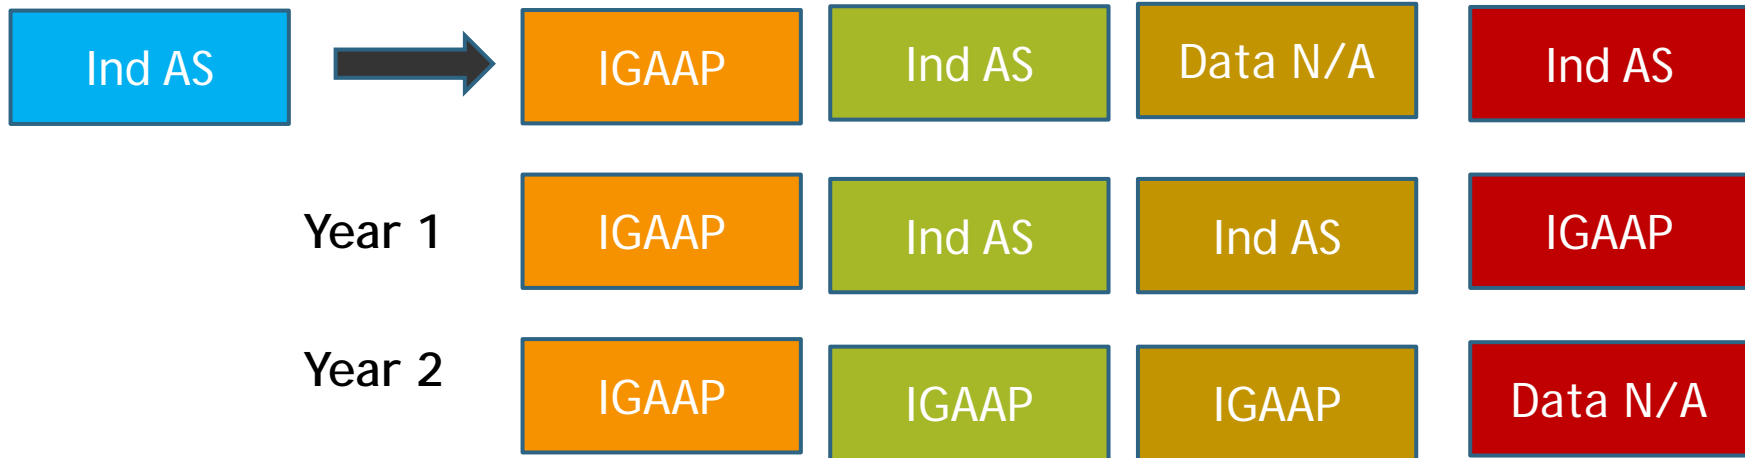 Ind AS IGAAP Ind AS Data N/A Ind AS
Year 1 IGAAP Ind AS Ind AS IGAAP
Year 2 IGAAP IGAAP IGAAP Data N/A